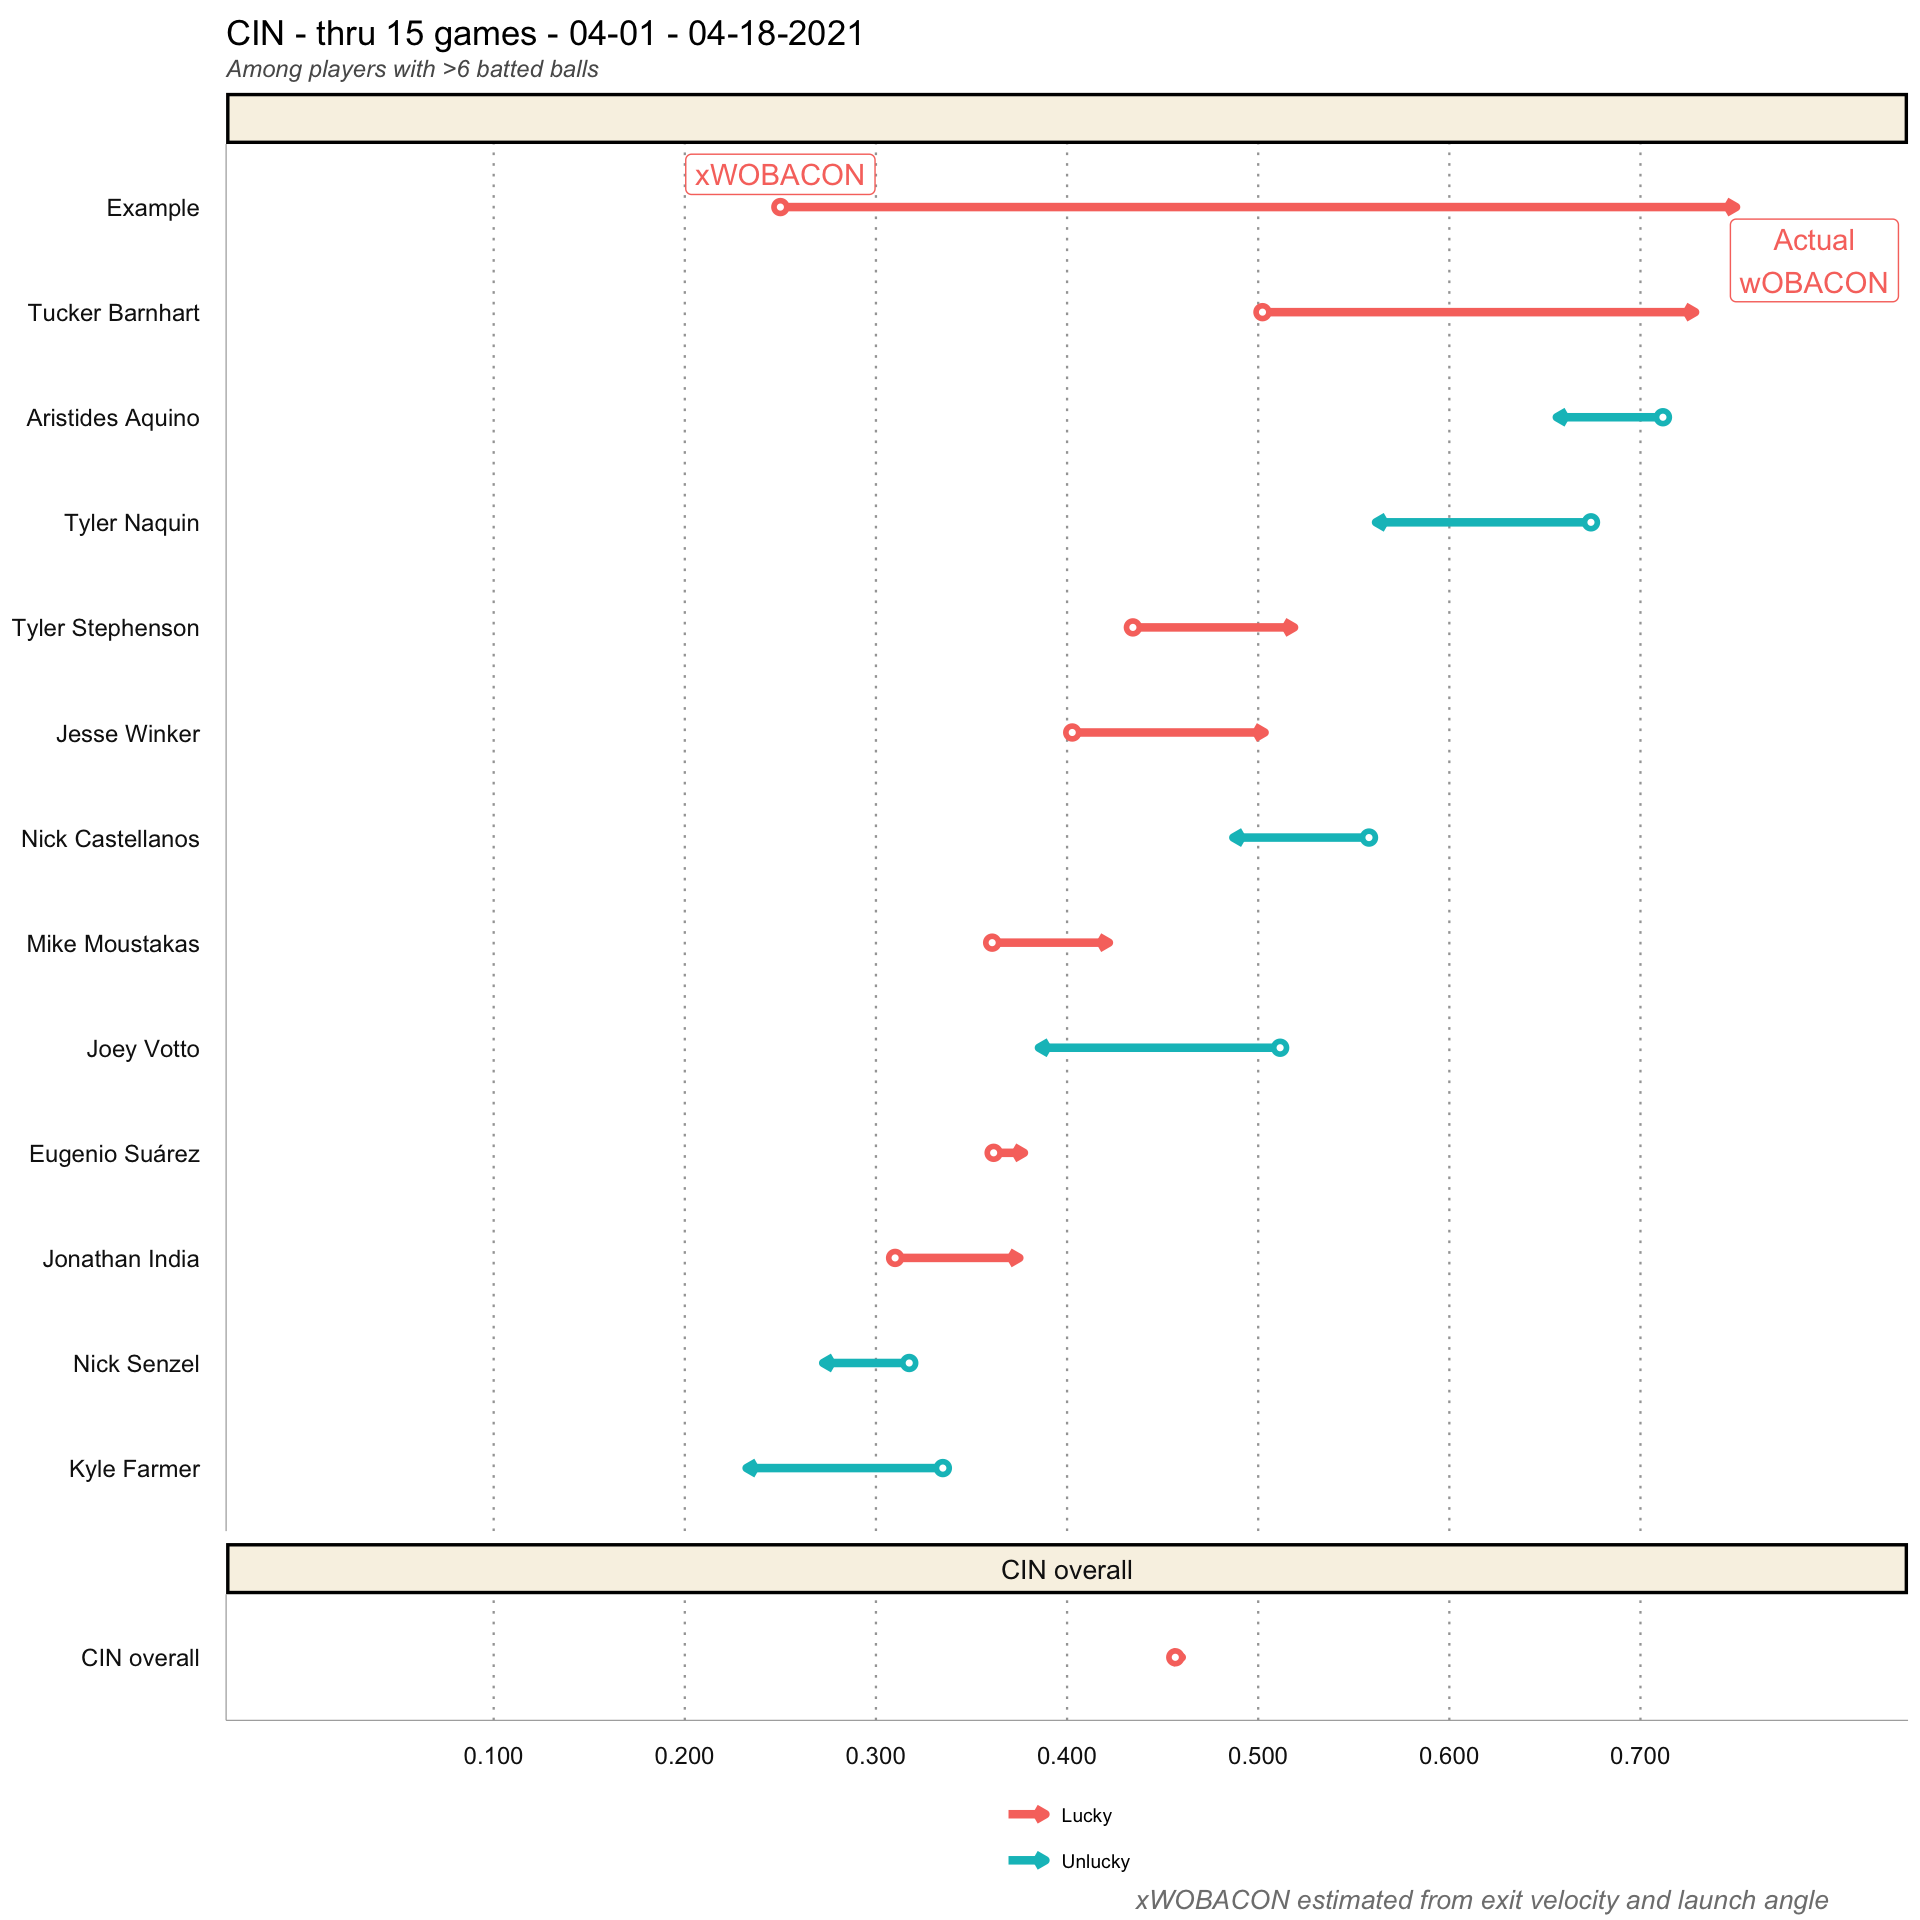 CIN - thru 15 games - 04-01 - 04-18-2021
Among players with >6 batted balls
xWOBACON
Example
Actual
wOBACON
Tucker Barnhart
Aristides Aquino
Tyler Naquin
Tyler Stephenson
Jesse Winker
Nick Castellanos
Mike Moustakas
Joey Votto
Eugenio Suárez
Jonathan India
Nick Senzel
Kyle Farmer
CIN overall
CIN overall
0.100 0.200 0.300 0.400 0.500 0.600 0.700
Lucky
Unlucky
xWOBACON estimated from exit velocity and launch angle